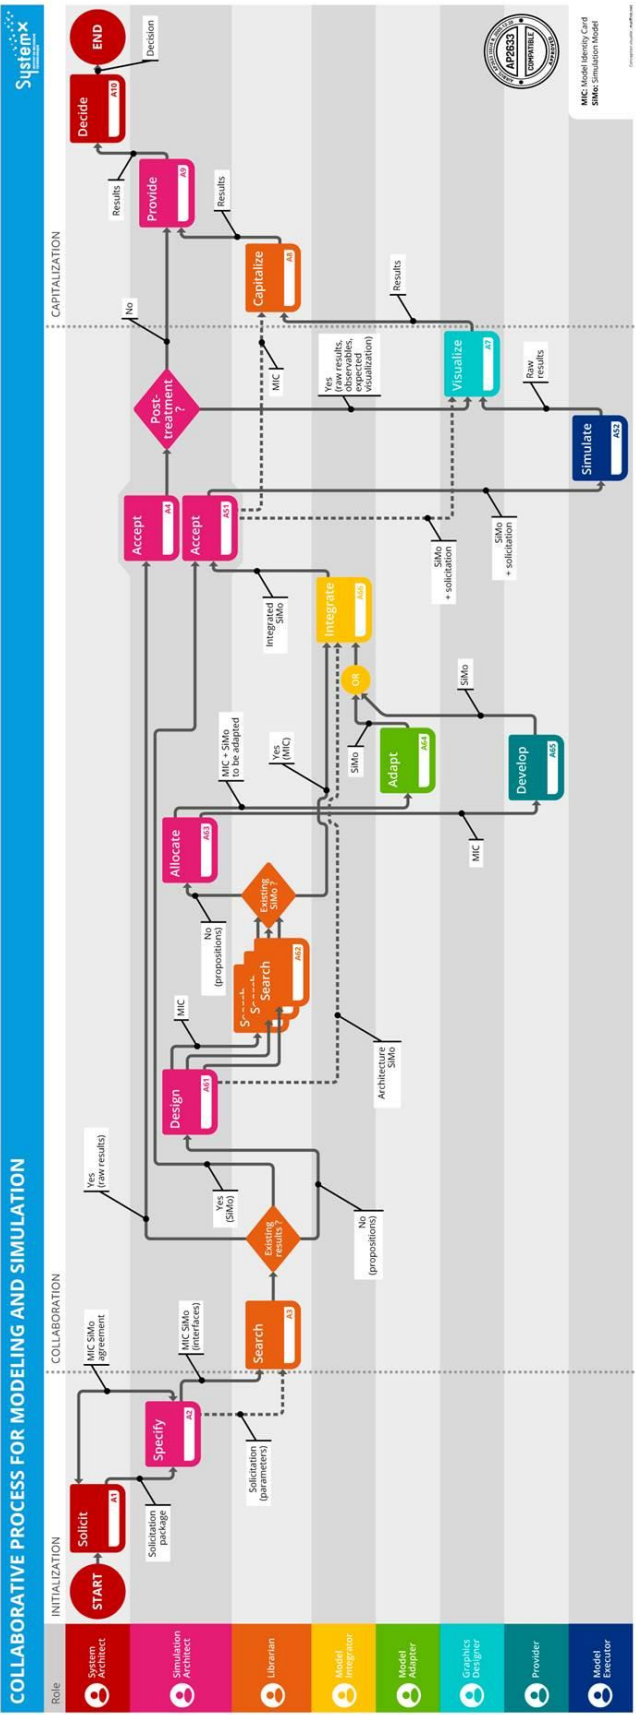 COLLABORATIVE PROCESS FOR MODELING AND SIMULATION
Systemx
Role
INITIALIZATION
COLLABORATION
CAPITALIZATION
System
Architect
Simulation
Architect
Librarian
Model
Integrator
Model
Adapter
Graphics
Designer
Provider
Model
Executor
START
Solicit
A1
Solicitation
package
MIC SiMo
agreement
Specify
A2
MIC SiMo
(interfaces)
Solicitation
(parameters)
Search
A3
Existing
results ?
Yes
(raw results)
Yes
(SiMo)
No
(propositions)
Design
A61
MIC
Architecture
SiMo
Search
A62
Existing
SiMo ?
No
(propositions)
Yes
(MIC)
Allocate
A63
MIC + SiMo
to be adapted
MIC
Adapt
A64
SiMo
Develop
A65
SiMo
OR
Integrate
A66
Integrated
SiMo
Accept
A4
Accept
A51
SiMo
+ solicitation
SiMo
+ solicitation
MIC
Post-
treatment
?
No
Yes
(raw results,
observables,
expected
visualization)
Simulate
A52
Raw
results
Visualize
A7
Results
Capitalize
A8
Results
Provide
A9
Results
Decide
A10
Decision
END
AP2633
COMPATIBLE
MIC: Model Identity Card
SiMo: Simulation Model